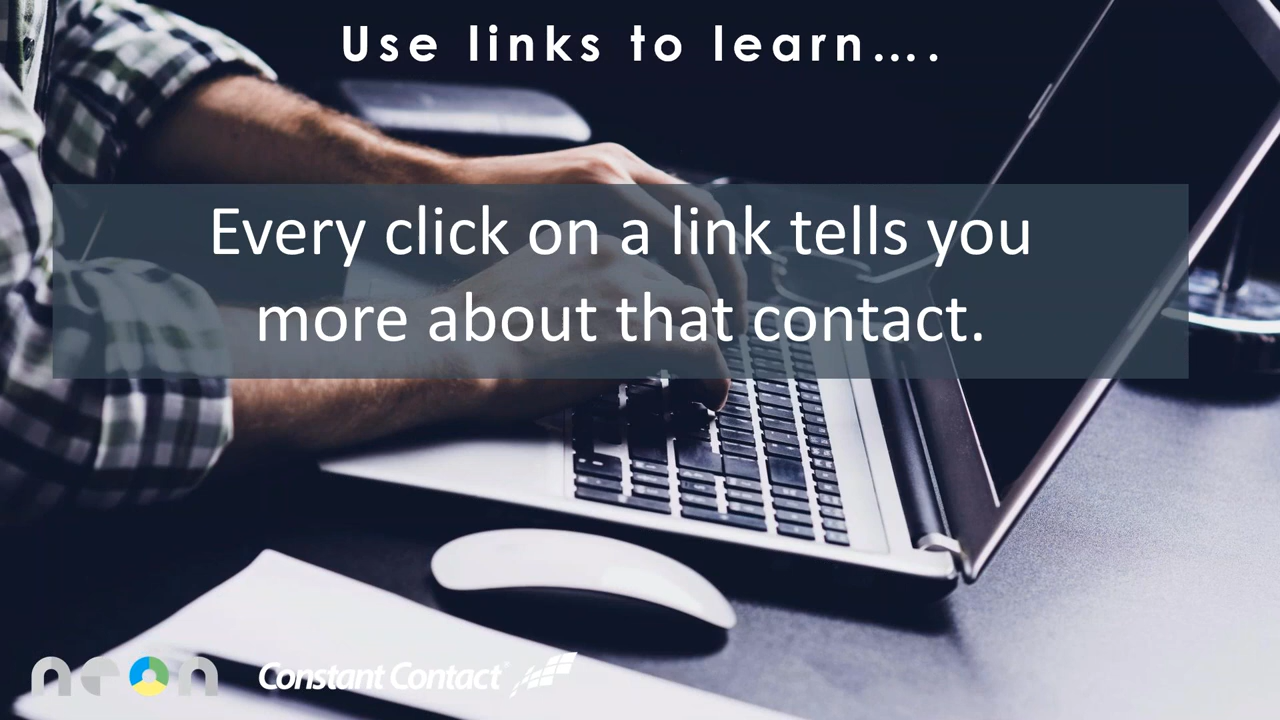 Use links to learn….
Every click on a link tells you
more about that contact.
neon
Constant Contact®